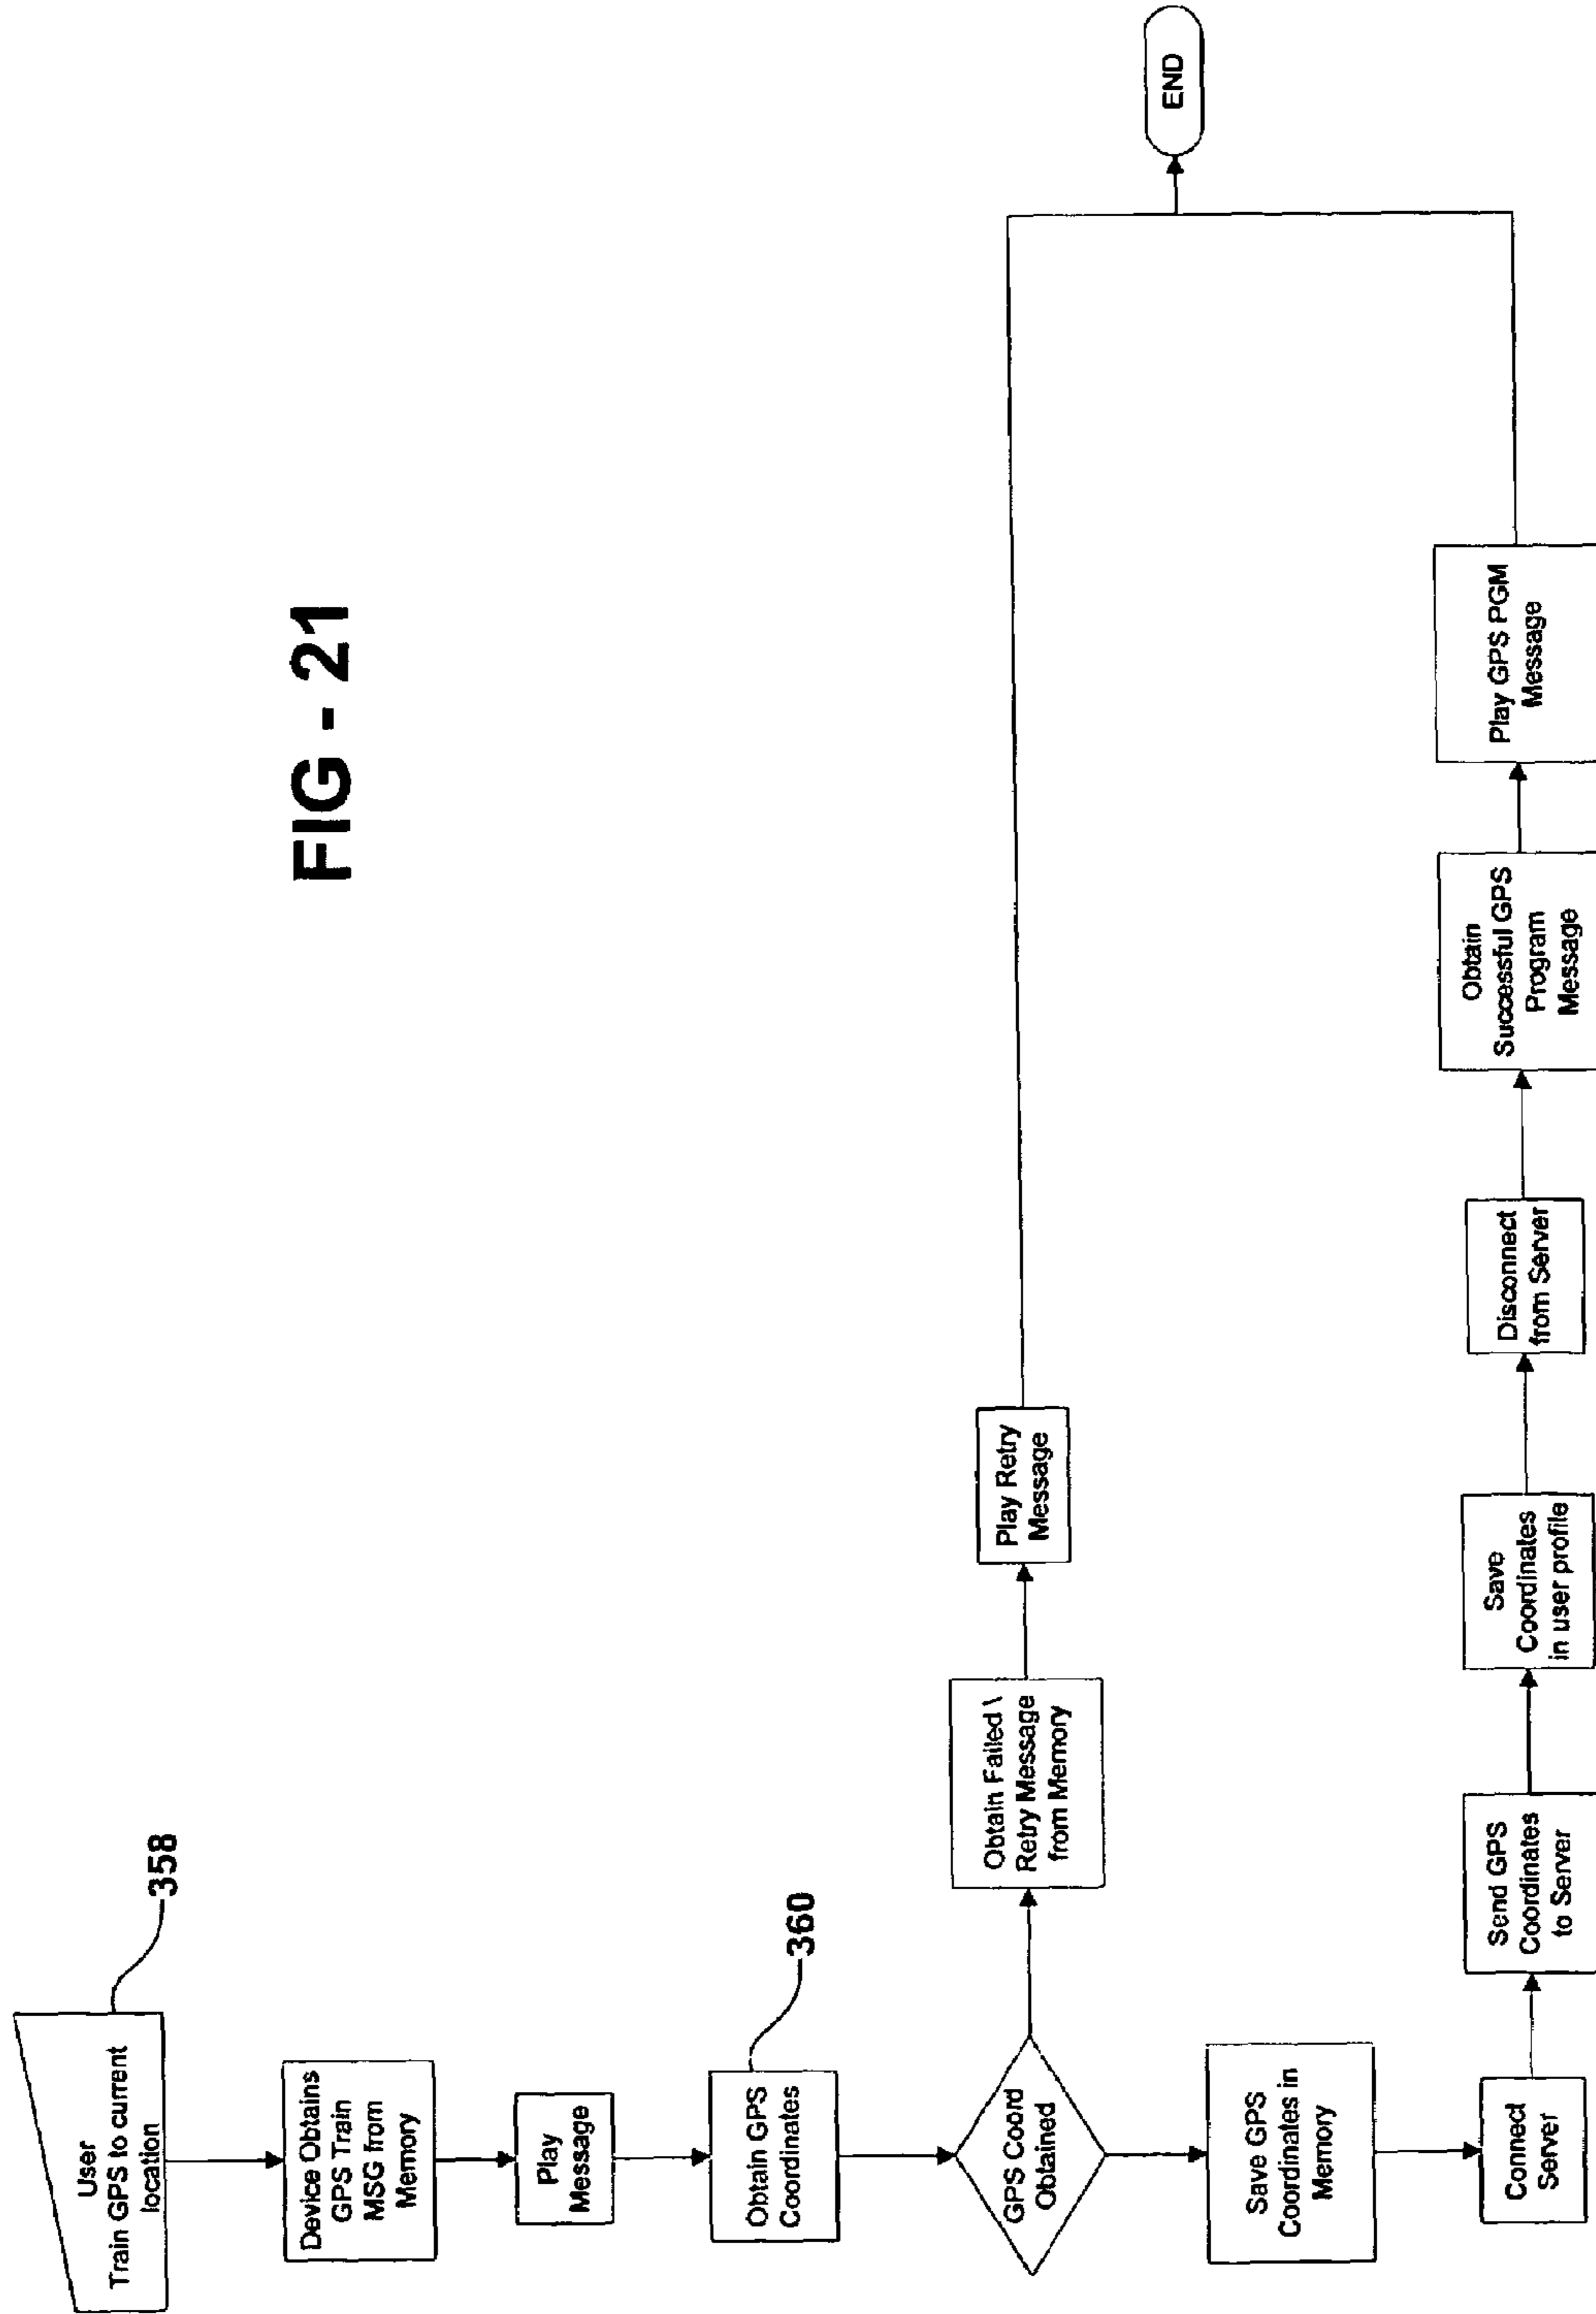 FIG - 21
User
Train GPS to current
location
358
Device Obtains
GPS Train
MSG from
Memory
Play
Message
Obtain GPS
Coordinates
360
GPS Coord
Obtained
Obtain Failed \
Retry Message
from Memory
Play Retry
Message
END
Save GPS
Coordinates in
Memory
Connect
Server
Send GPS
Coordinates
to Server
Save
Coordinates
in user profile
Disconnect
from Server
Obtain
Successful GPS
Program
Message
Play GPS PGM
Message